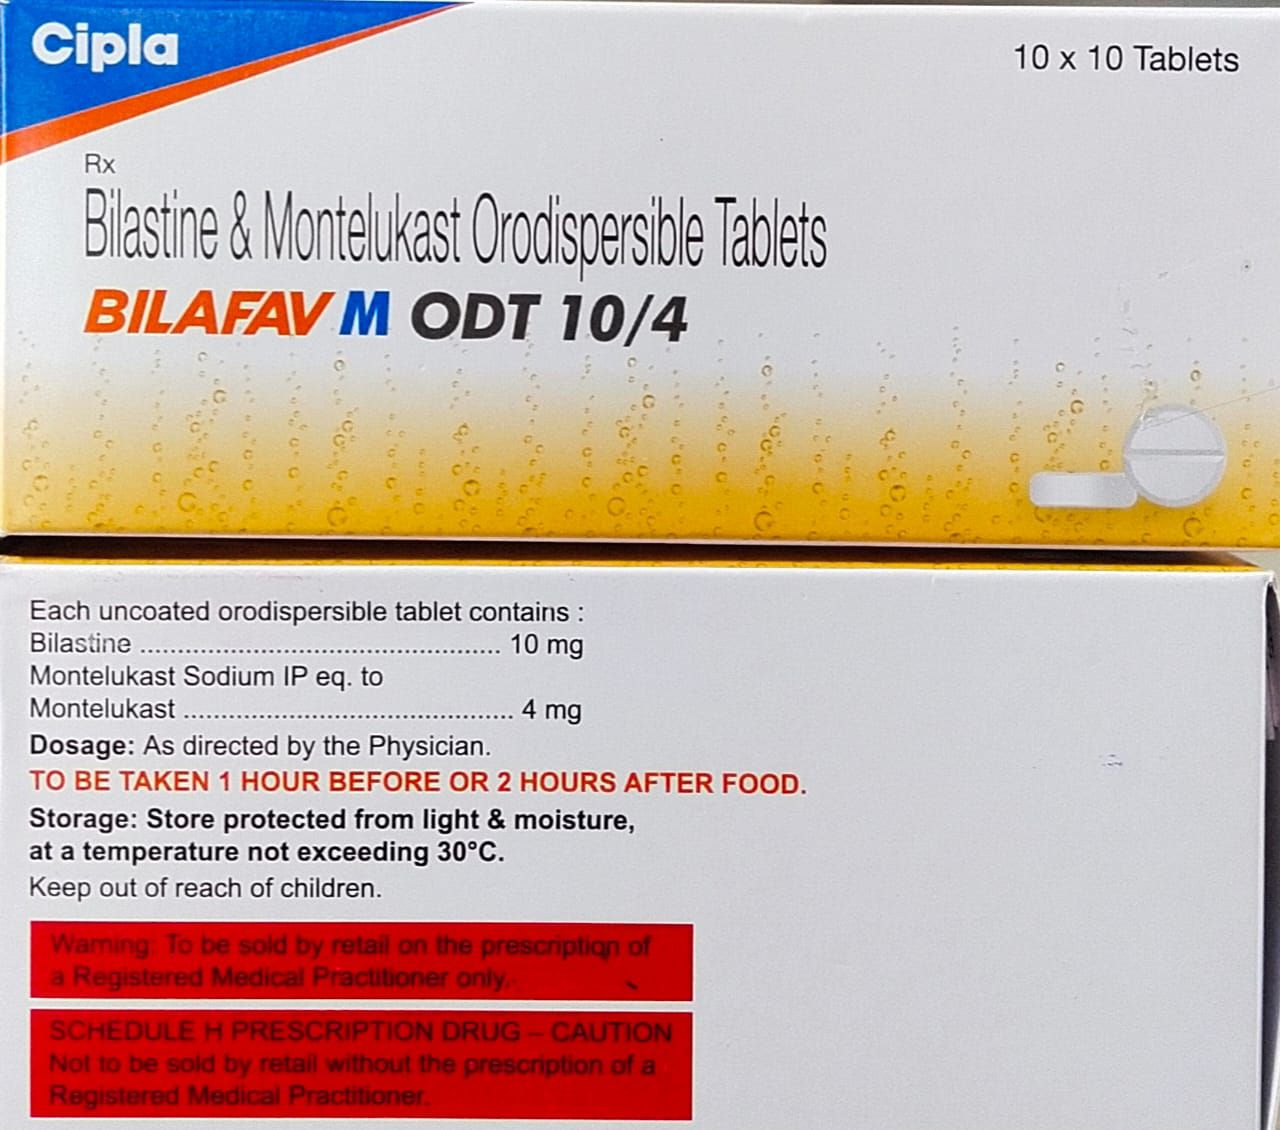 Cipla
10 x 10 Tablets
Rx
Bilastine & Montelukast Orodispersible Tablets
BILAFAV M ODT 10/4
Each uncoated orodispersible tablet contains :
Bilastine ................................................ 10 mg
Montelukast Sodium IP eq. to
Montelukast ............................................ 4 mg
Dosage: As directed by the Physician.
TO BE TAKEN 1 HOUR BEFORE OR 2 HOURS AFTER FOOD.
Storage: Store protected from light & moisture,
at a temperature not exceeding 30°C.
Keep out of reach of children.
Warning: To be sold by retail on the prescription of
a Registered Medical Practitioner only.
SCHEDULE H PRESCRIPTION DRUG – CAUTION
Not to be sold by retail without the prescription of a
Registered Medical Practitioner.